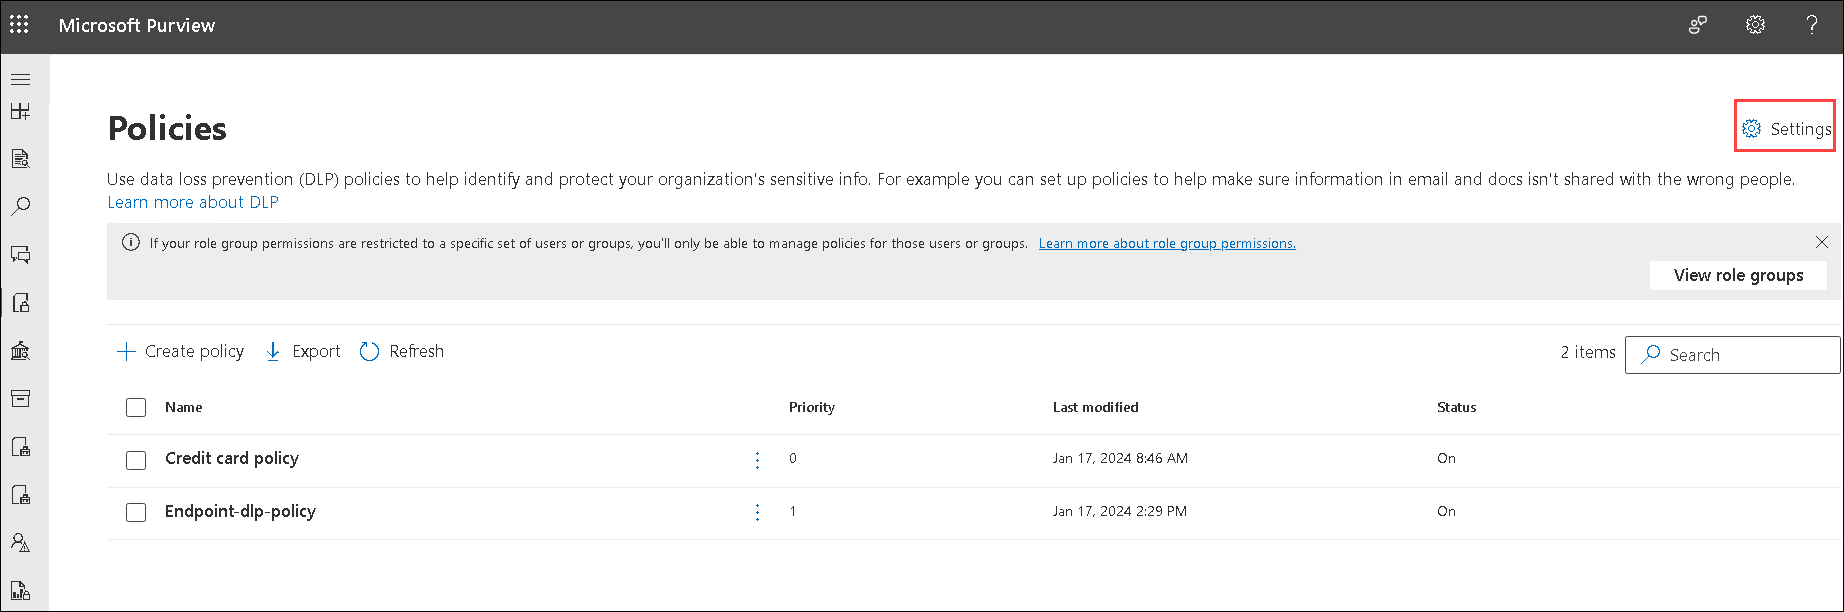 Microsoft Purview
?
Policies
Settings
Use data loss prevention (DLP) policies to help identify and protect your organization's sensitive info. For example you can set up policies to help make sure information in email and docs isn't shared with the wrong people.
Learn more about DLP
If your role group permissions are restricted to a specific set of users or groups, you'll only be able to manage policies for those users or groups. Learn more about role group permissions.
View role groups
Create policy Export Refresh 2 items Search
Name Priority Last modified Status
Credit card policy 0 Jan 17, 2024 8:46 AM On
Endpoint-dlp-policy 1 Jan 17, 2024 2:29 PM On